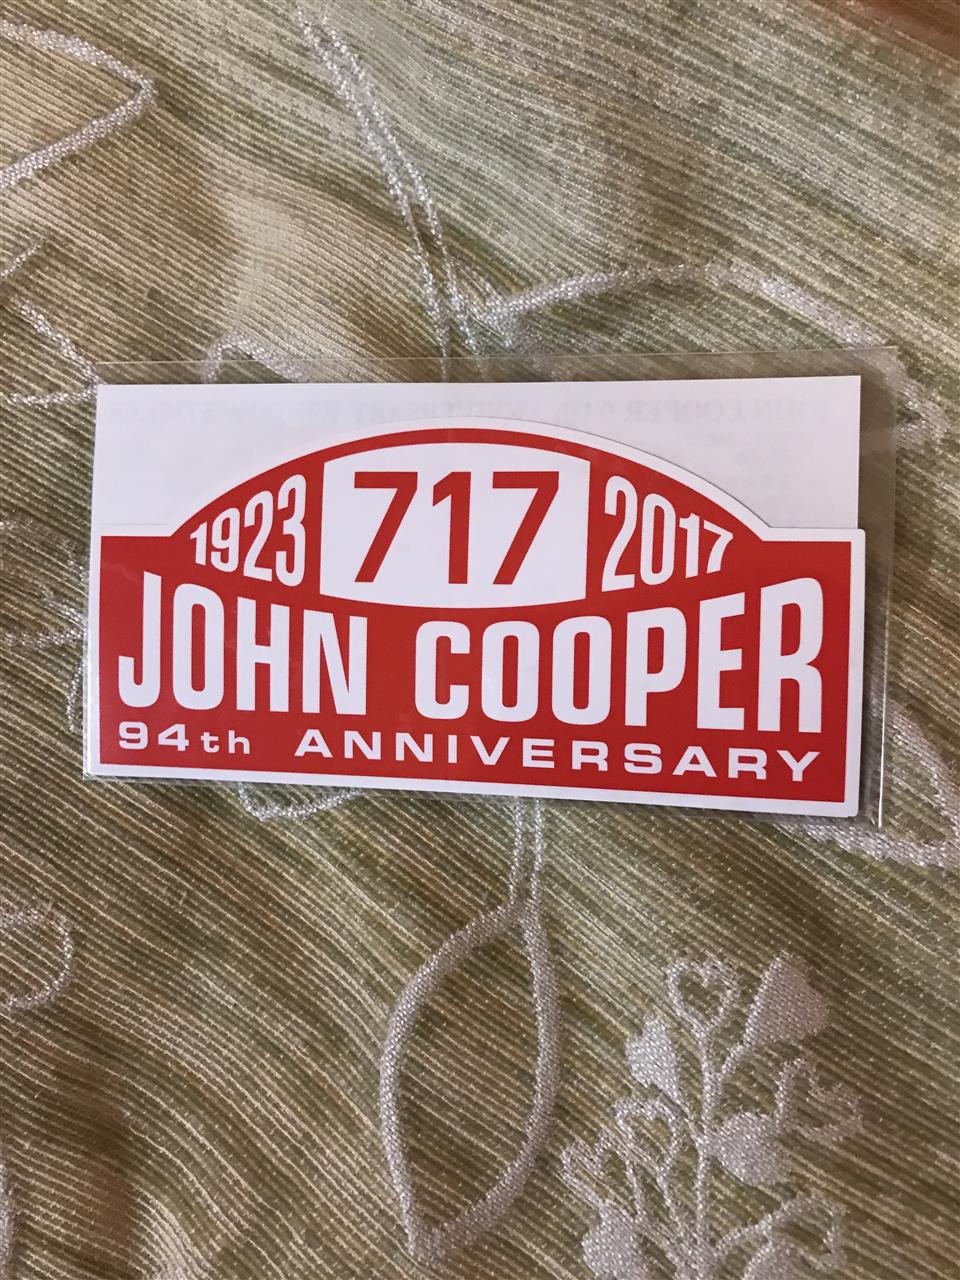 1923 717 2017
JOHN COOPER
94th ANNIVERSARY